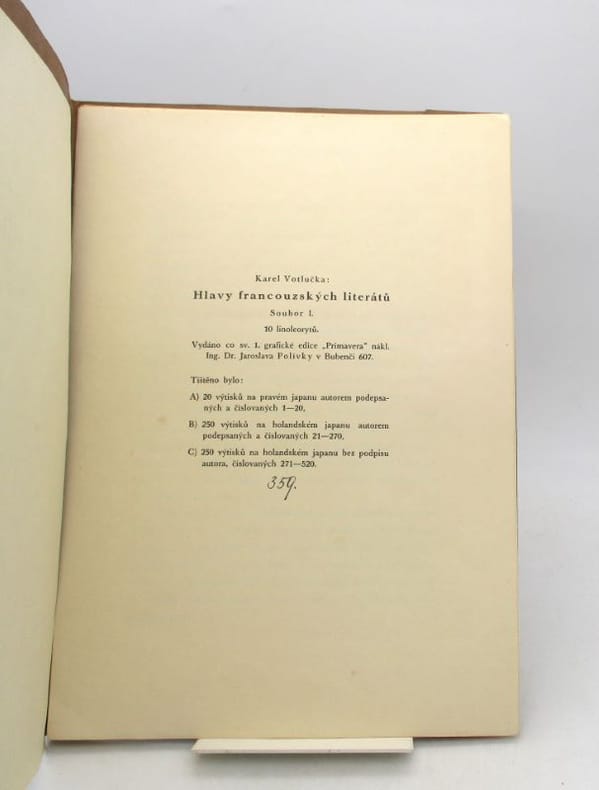 Karel Votlučka:
Hlavy francouzských literátů
Soubor I.
10 linoleorytů.
Vydáno co sv. 1. grafické edice „Primavera" nákl.
Ing. Dr. Jaroslava Polívky v Bubenči 607.
Tištěno bylo:
A) 20 výtisků na pravém japanu autorem podepsa-
ných a číslovaných 1—20,
B) 250 výtisků na holandském japanu autorem
podepsaných a číslovaných 21—270,
C) 250 výtisků na holandském japanu bez podpisu
autora, číslovaných 271—520.
359.